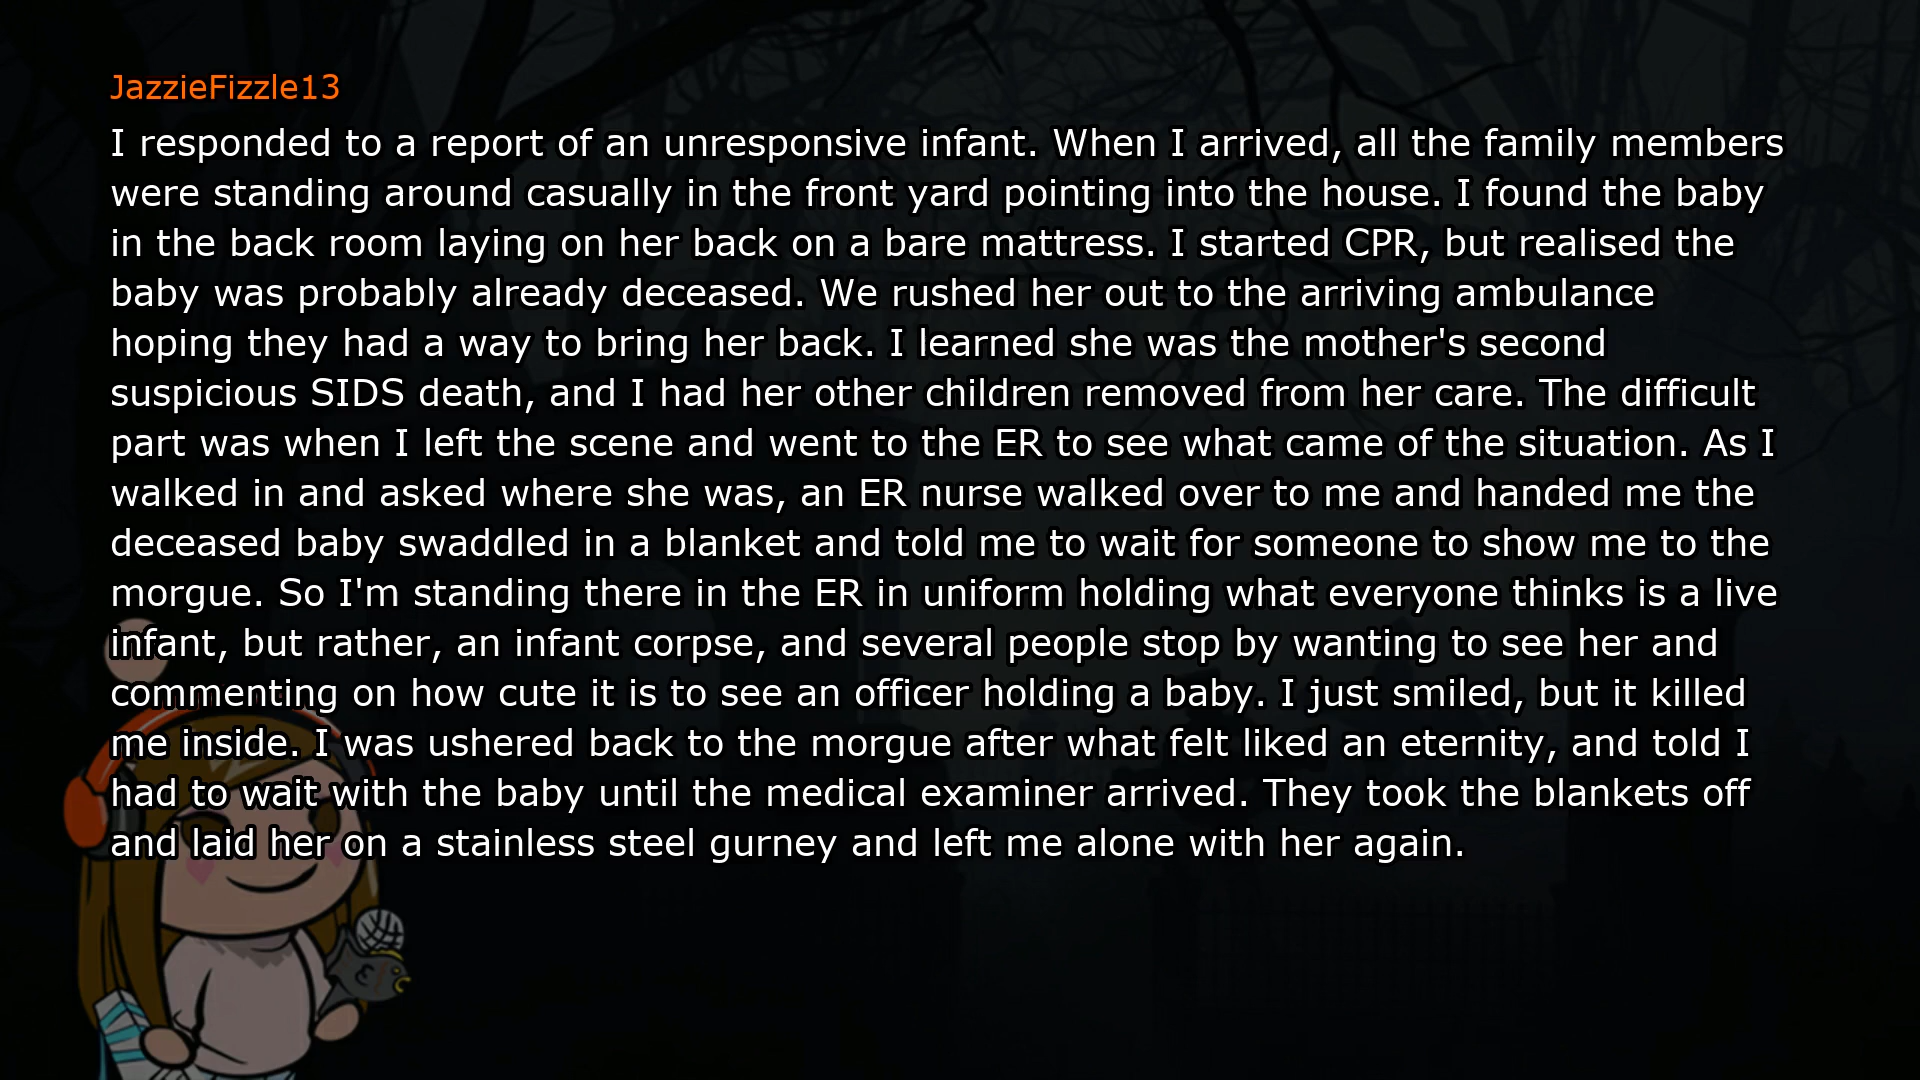 JazzieFizzle13
I responded to a report of an unresponsive infant. When I arrived, all the family members
were standing around casually in the front yard pointing into the house. I found the baby
in the back room laying on her back on a bare mattress. I started CPR, but realised the
baby was probably already deceased. We rushed her out to the arriving ambulance
hoping they had a way to bring her back. I learned she was the mother's second
suspicious SIDS death, and I had her other children removed from her care. The difficult
part was when I left the scene and went to the ER to see what came of the situation. As I
walked in and asked where she was, an ER nurse walked over to me and handed me the
deceased baby swaddled in a blanket and told me to wait for someone to show me to the
morgue. So I'm standing there in the ER in uniform holding what everyone thinks is a live
infant, but rather, an infant corpse, and several people stop by wanting to see her and
commenting on how cute it is to see an officer holding a baby. I just smiled, but it killed
me inside. I was ushered back to the morgue after what felt liked an eternity, and told I
had to wait with the baby until the medical examiner arrived. They took the blankets off
and laid her on a stainless steel gurney and left me alone with her again.